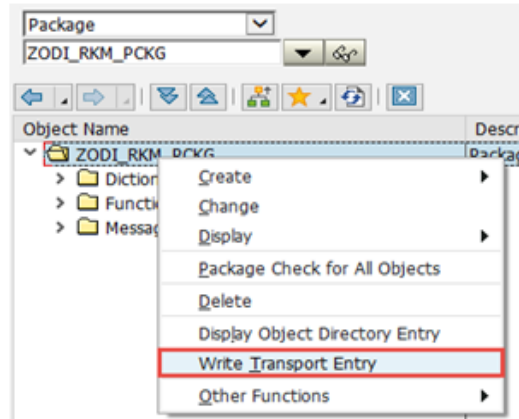 Package
ZODI_RKM_PCKG
Object Name Descr
ZODI_RKM_PCKG Packag
Diction
Functi
Messag
Create
Change
Display
Package Check for All Objects
Delete
Display Object Directory Entry
Write Transport Entry
Other Functions